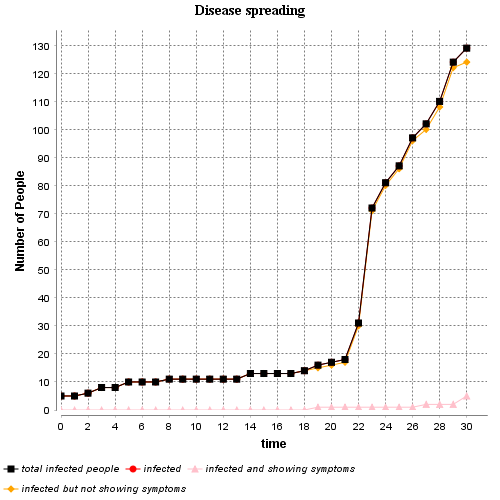 Disease spreading
Number of People
130
120
110
100
90
80
70
60
50
40
30
20
10
0
0 2 4 6 8 10 12 14 16 18 20 22 24 26 28 30
time
total infected people infected infected and showing symptoms
infected but not showing symptoms